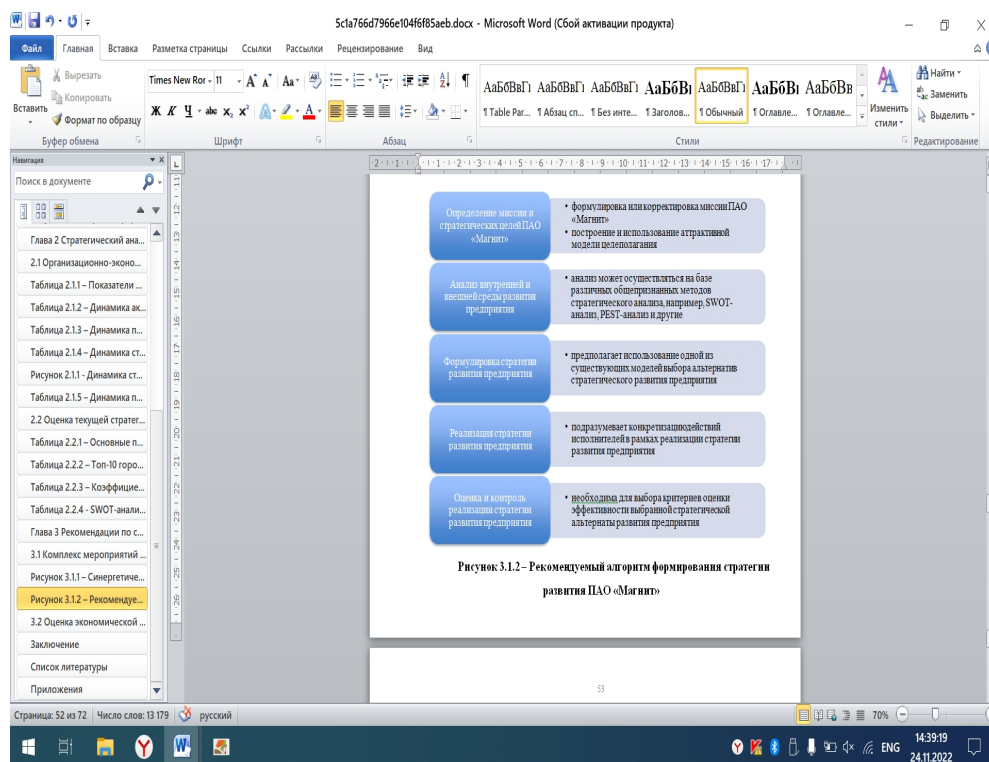 5c1a766d7966e104f6f85aeb.docx - Microsoft Word (Сбой активации продукта)
Файл Главная Вставка Разметка страницы Ссылки Рассылки Рецензирование Вид
Вставить
Вырезать
Копировать
Формат по образцу
Буфер обмена
Times New Ror 11
Ж К Ч abc x₂ x²
Шрифт
Абзац
АаБбВвГг АаБбВвГг АаБбВвГг АаБбВ АаБбВвГг АаБбВв АаБбВв
¶ Table Par... ¶ Абзац сп... ¶ Без инте... ¶ Заголов... ¶ Обычный ¶ Оглавле... ¶ Оглавле...
Изменить стили
Стили
Найти
Заменить
Выделить
Редактирование
Навигация
Поиск в документе
Глава 2 Стратегический ана...
2.1 Организационно-эконо...
Таблица 2.1.1 – Показатели ...
Таблица 2.1.2 – Динамика ак...
Таблица 2.1.3 – Динамика п...
Таблица 2.1.4 – Динамика ст...
Рисунок 2.1.1 - Динамика ст...
Таблица 2.1.5 – Динамика п...
2.2 Оценка текущей стратег...
Таблица 2.2.1 – Основные п...
Таблица 2.2.2 – Топ-10 горо...
Таблица 2.2.3 – Коэффицие...
Таблица 2.2.4 - SWOT-анали...
Глава 3 Рекомендации по с...
3.1 Комплекс мероприятий ...
Рисунок 3.1.1 – Синергетиче...
Рисунок 3.1.2 – Рекомендуе...
3.2 Оценка экономической ...
Заключение
Список литературы
Приложения
Определение миссии и
стратегических целей ПАО
«Магнит»
• формулировка или корректировка миссии ПАО
«Магнит»
• построение и использование аттрактивной
модели целеполагания
Анализ внутренней и
внешней среды развития
предприятия
• анализ может осуществляться на базе
различных общепризнанных методов
стратегического анализа, например, SWOT-
анализ, PEST-анализ и другие
Формулировка стратегии
развития предприятия
• предполагает использование одной из
существующих моделей выбора альтернатив
стратегического развития предприятия
Реализация стратегии
развития предприятия
• подразумевает конкретизациюдействий
исполнителей в рамках реализации стратегии
развития предприятия
Оценка и контроль
реализации стратегии
развития предприятия
• необходима для выбора критериев оценки
эффективности выбранной стратегической
альтернаты развития предприятия
Рисунок 3.1.2 – Рекомендуемый алгоритм формирования стратегии
развития ПАО «Магнит»
53
Страница: 52 из 72 Число слов: 13 179 русский 70%
ENG
14:39:19
24.11.2022